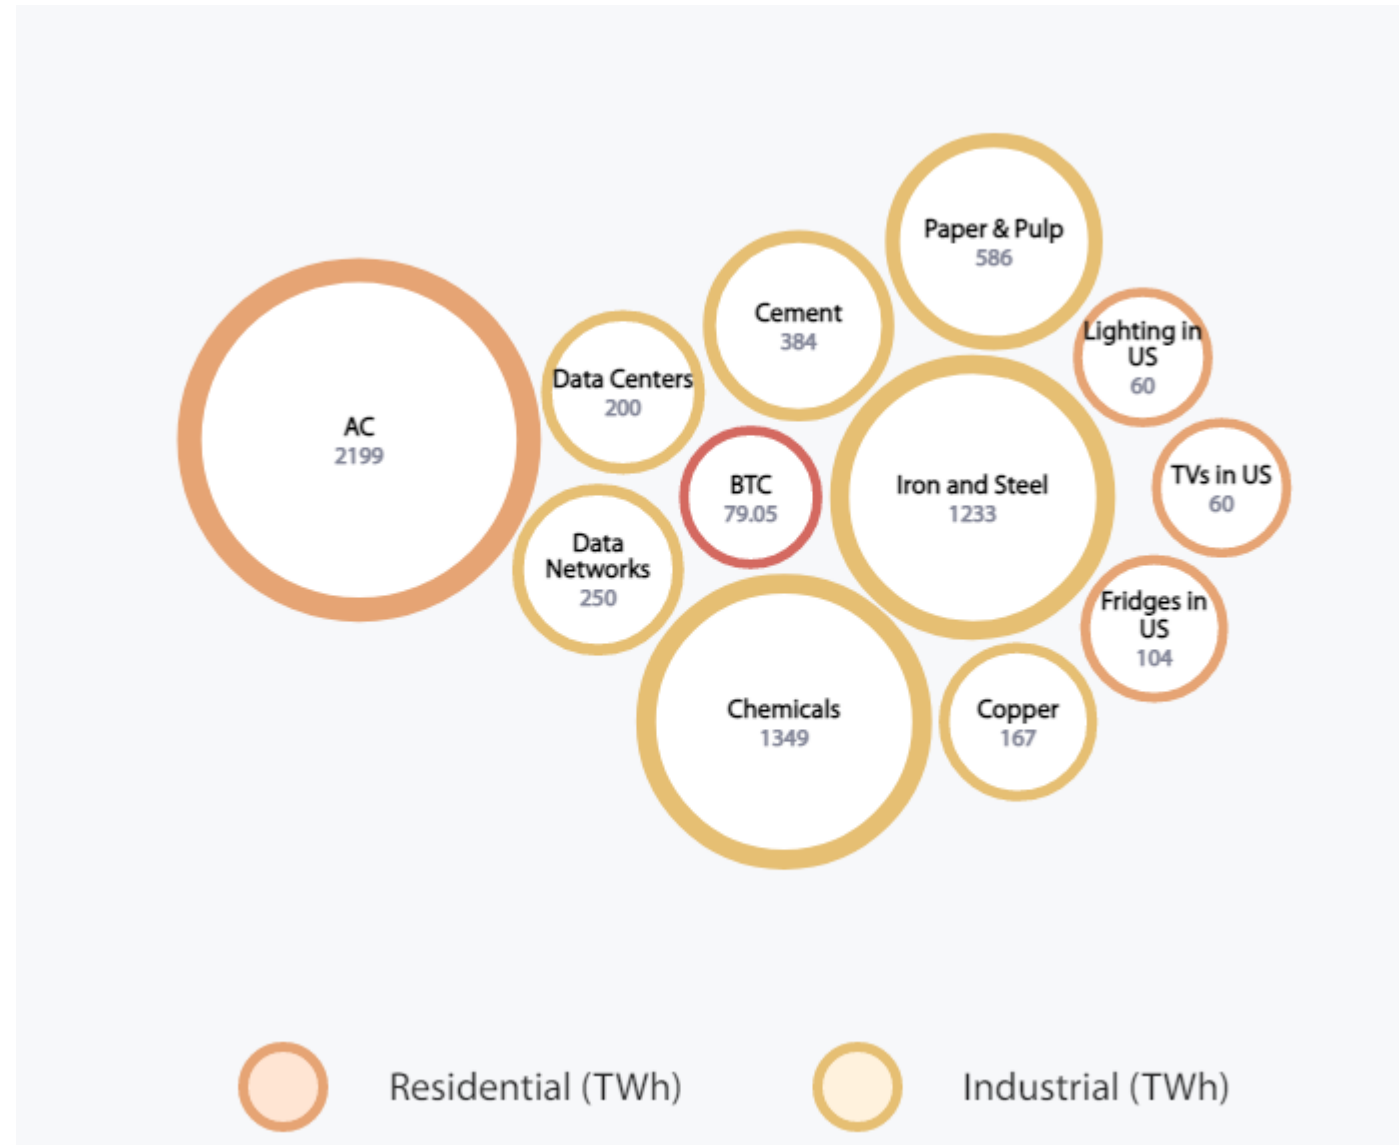 Paper & Pulp
586
Cement
384
Lighting in
US
60
Data Centers
200
AC
2199
BTC
79.05
Iron and Steel
1233
TVs in US
60
Data
Networks
250
Fridges in
US
104
Chemicals
1349
Copper
167
Residential (TWh)
Industrial (TWh)